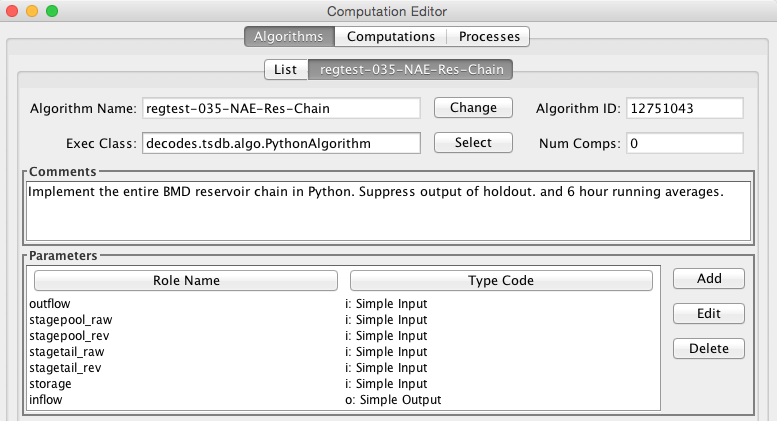 Computation Editor
Algorithms Computations Processes
List regtest-035-NAE-Res-Chain
Algorithm Name: regtest-035-NAE-Res-Chain Change Algorithm ID: 12751043
Exec Class: decodes.tsdb.algo.PythonAlgorithm Select Num Comps: 0
Comments
Implement the entire BMD reservoir chain in Python. Suppress output of holdout. and 6 hour running averages.
Parameters
Role Name Type Code Add
outflow i: Simple Input
stagepool_raw i: Simple Input Edit
stagepool_rev i: Simple Input
stagetail_raw i: Simple Input Delete
stagetail_rev i: Simple Input
storage i: Simple Input
inflow o: Simple Output